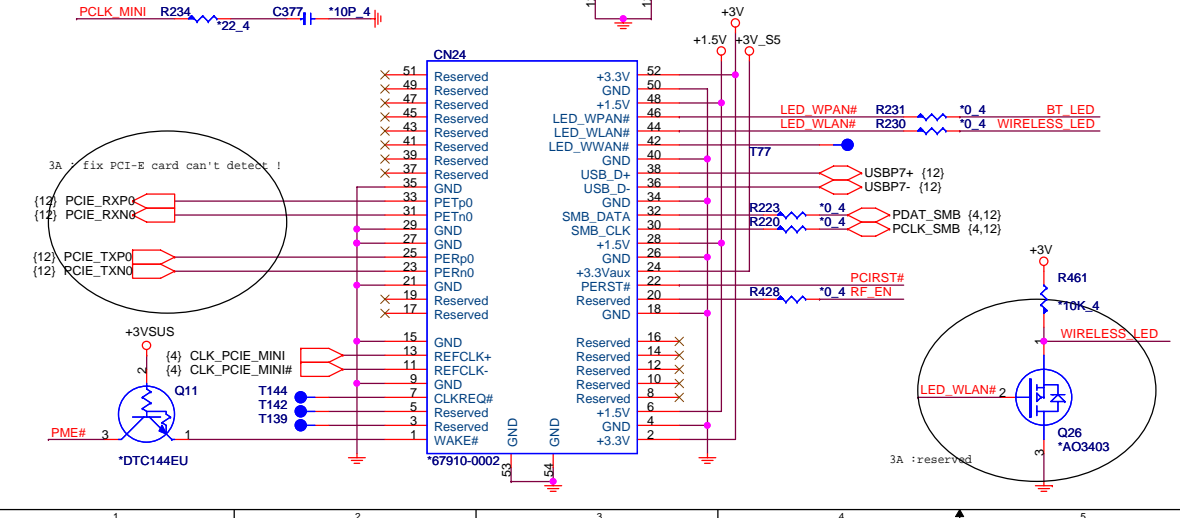 PCLK_MINI R234 *22_4 C377 *10P_4
1 1
+3V
+1.5V +3V_S5
CN24
51 Reserved +3.3V 52
49 Reserved GND 50
47 Reserved +1.5V 48
45 Reserved LED_WPAN# 46 LED_WPAN# R231 *0_4 BT_LED
43 Reserved LED_WLAN# 44 LED_WLAN# R230 *0_4 WIRELESS_LED
41 Reserved LED_WWAN# 42 T77
39 Reserved GND 40
37 Reserved USB_D+ 38 USBP7+ {12}
35 GND USB_D- 36 USBP7- {12}
3A : fix PCI-E card can't detect !
{12} PCIE_RXP0 33 PETp0 GND 34
{12} PCIE_RXN0 31 PETn0 SMB_DATA 32 R223 *0_4 PDAT_SMB {4,12}
29 GND SMB_CLK 30 R220 *0_4 PCLK_SMB {4,12}
27 GND +1.5V 28
{12} PCIE_TXP0 25 PERp0 GND 26
{12} PCIE_TXN0 23 PERn0 +3.3Vaux 24
21 GND PERST# 22 PCIRST#
19 Reserved Reserved 20 R428 *0_4 RF_EN
17 Reserved GND 18
15 GND Reserved 16
{4} CLK_PCIE_MINI 13 REFCLK+ Reserved 14
{4} CLK_PCIE_MINI# 11 REFCLK- Reserved 12
9 GND Reserved 10
T144 7 CLKREQ# Reserved 8
T142 5 Reserved +1.5V 6
T139 3 Reserved GND 4
1 WAKE# +3.3V 2
GND GND
*67910-0002
53 54
+3VSUS
2
Q11
PME# 3 1
*DTC144EU
+3V
R461
*10K_4
1 WIRELESS_LED
LED_WLAN# 2
Q26
*AO3403
3
3A :reserved
1 2 3 4 5